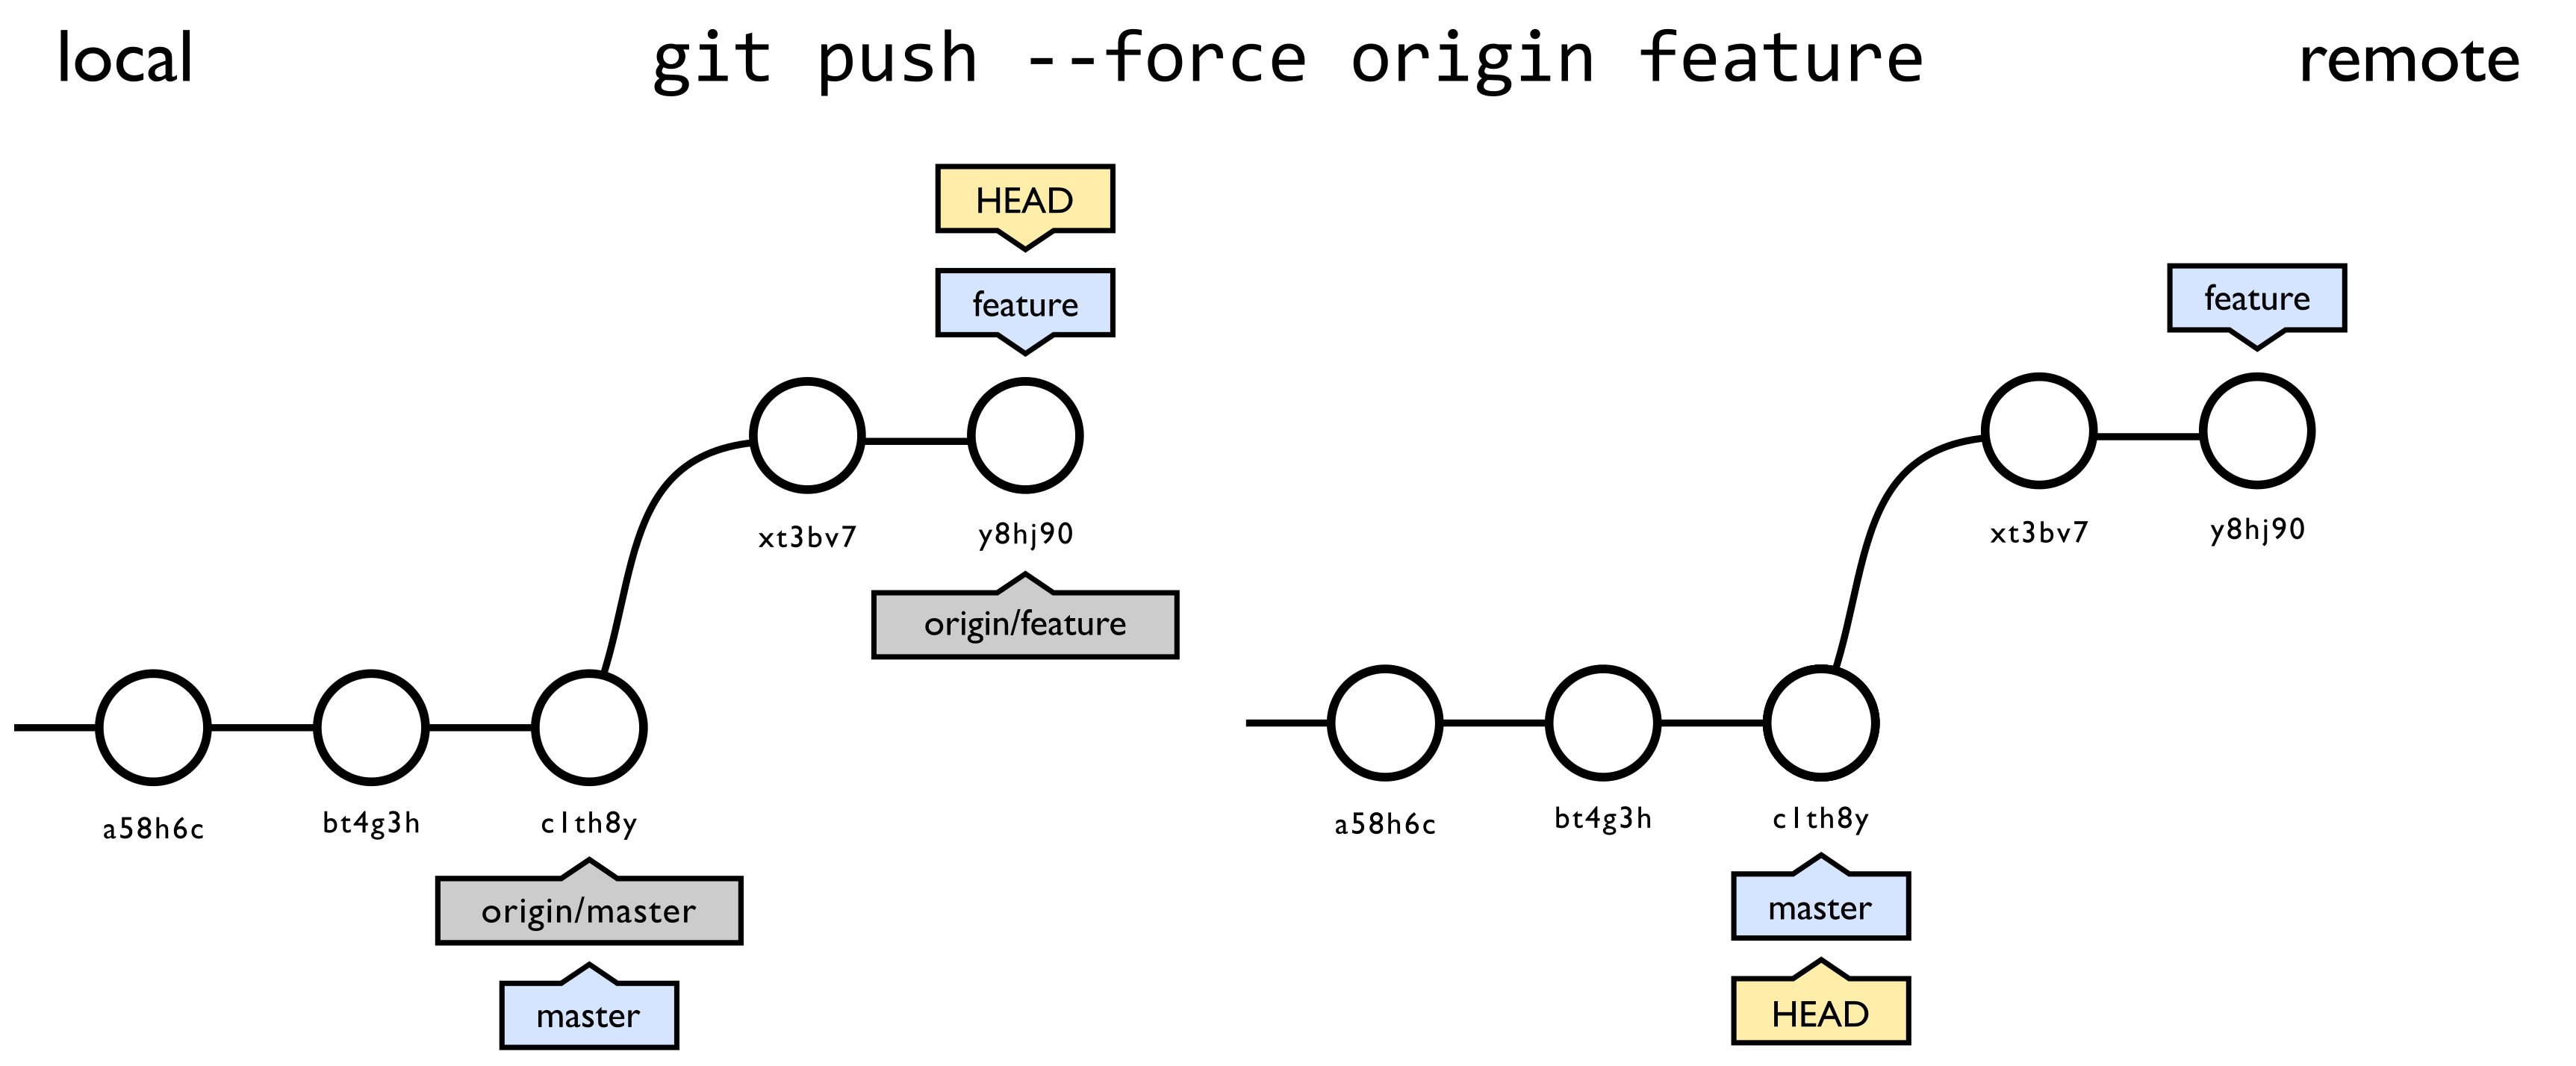 local
git push --force origin feature
remote
HEAD
feature
xt3bv7
y8hj90
origin/feature
a58h6c
bt4g3h
c1th8y
origin/master
master
feature
xt3bv7
y8hj90
a58h6c
bt4g3h
c1th8y
master
HEAD